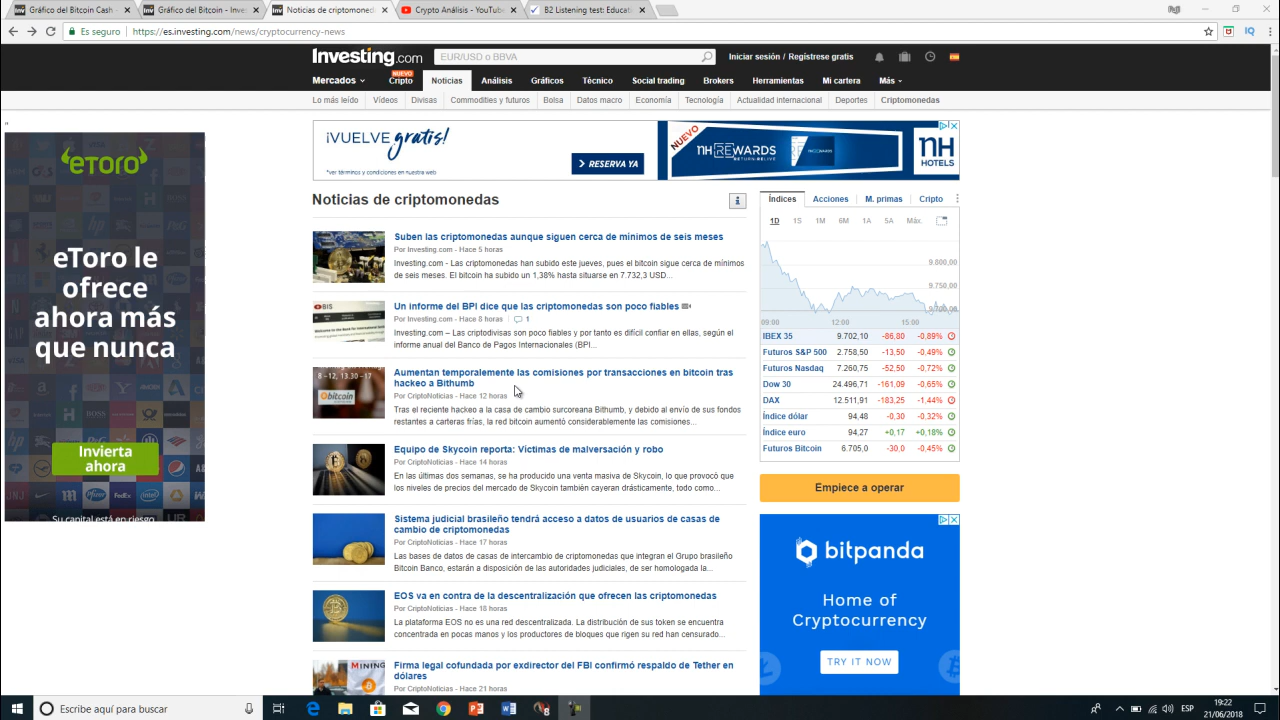 Gráfico del Bitcoin Cash
Gráfico del Bitcoin - Inves
Noticias de criptomoned
Crypto Análisis - YouTube
B2 Listening test: Educat
Es seguro | https://es.investing.com/news/cryptocurrency-news
Investing.com
EUR/USD o BBVA
Iniciar sesión / Regístrese gratis
Mercados
NUEVO
Cripto
Noticias
Análisis
Gráficos
Técnico
Social trading
Brokers
Herramientas
Mi cartera
Más
Lo más leído
Vídeos
Divisas
Commodities y futuros
Bolsa
Datos macro
Economía
Tecnología
Actualidad internacional
Deportes
Criptomonedas
eToro
eToro le
ofrece
ahora más
que nunca
Invierta
ahora
Su capital está en riesgo
¡VUELVE gratis!
*Ver términos y condiciones en nuestra web.
> RESERVA YA
NUEVO
NH REWARDS
RETURN·RELIVE
NH
HOTELS
Noticias de criptomonedas
Suben las criptomonedas aunque siguen cerca de mínimos de seis meses
Por Investing.com - Hace 5 horas
Investing.com - Las criptomonedas han subido este jueves, pues el bitcoin sigue cerca de mínimos
de seis meses. El bitcoin ha subido un 1,38% hasta situarse en 7.732,3 USD...
Un informe del BPI dice que las criptomonedas son poco fiables
Por Investing.com - Hace 8 horas | 1
Investing.com – Las criptodivisas son poco fiables y por tanto es difícil confiar en ellas, según el
informe anual del Banco de Pagos Internacionales (BPI...
Aumentan temporalemente las comisiones por transacciones en bitcoin tras
hackeo a Bithumb
Por CriptoNoticias - Hace 12 horas
Tras el reciente hackeo a la casa de cambio surcoreana Bithumb, y debido al envío de sus fondos
restantes a carteras frías, la red bitcoin aumentó considerablemente las comisiones...
Equipo de Skycoin reporta: Víctimas de malversación y robo
Por CriptoNoticias - Hace 14 horas
En las últimas dos semanas, se ha producido una venta masiva de Skycoin, lo que provocó que
los niveles de precios del mercado de Skycoin también cayeran drásticamente, todo como...
Sistema judicial brasileño tendrá acceso a datos de usuarios de casas de
cambio de criptomonedas
Por CriptoNoticias - Hace 17 horas
Las bases de datos de casas de intercambio de criptomonedas que integran el Grupo brasileño
Bitcoin Banco, estarán a disposición de las autoridades judiciales, de ser homologada la...
EOS va en contra de la descentralización que ofrecen las criptomonedas
Por CriptoNoticias - Hace 18 horas
La plataforma EOS no es una red descentralizada. La distribución de sus token se encuentra
concentrada en pocas manos y los productores de bloques que rigen su red han censurado...
Firma legal cofundada por exdirector del FBI confirmó respaldo de Tether en
dólares
Por CriptoNoticias - Hace 21 horas
Índices
Acciones
M. primas
Cripto
1D 1S 1M 6M 1A 5A Máx.
9.800,00
9.750,00
9.700,00
09:00 12:00 15:00
IBEX 35 9.702,10 -86,80 -0,89%
Futuros S&P 500 2.758,50 -13,50 -0,49%
Futuros Nasdaq 7.260,75 -52,50 -0,72%
Dow 30 24.496,71 -161,09 -0,65%
DAX 12.511,91 -183,25 -1,44%
Índice dólar 94,48 -0,30 -0,32%
Índice euro 94,27 +0,17 +0,18%
Futuros Bitcoin 6.705,0 -30,0 -0,45%
Empiece a operar
bitpanda
Home of
Cryptocurrency
TRY IT NOW
Escribe aquí para buscar
ESP
19:22
21/06/2018